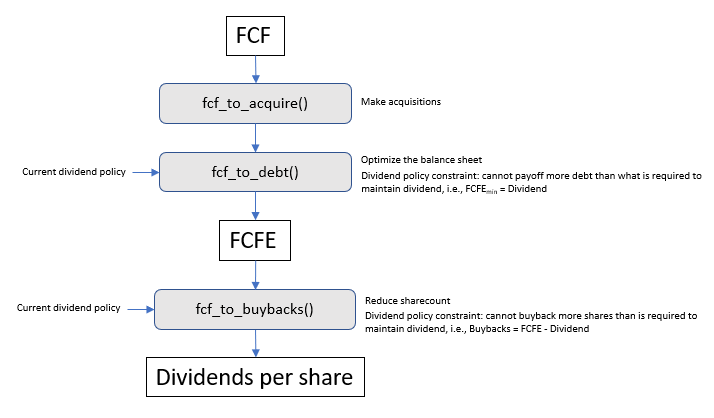 FCF
fcf_to_acquire()
Make acquisitions
Optimize the balance sheet
Current dividend policy
fcf_to_debt()
Dividend policy constraint: cannot payoff more debt than what is required to
maintain dividend, i.e., FCFEmin = Dividend
FCFE
Reduce sharecount
Current dividend policy
fcf_to_buybacks()
Dividend policy constraint: cannot buyback more shares than is required to
maintain dividend, i.e., Buybacks = FCFE - Dividend
Dividends per share